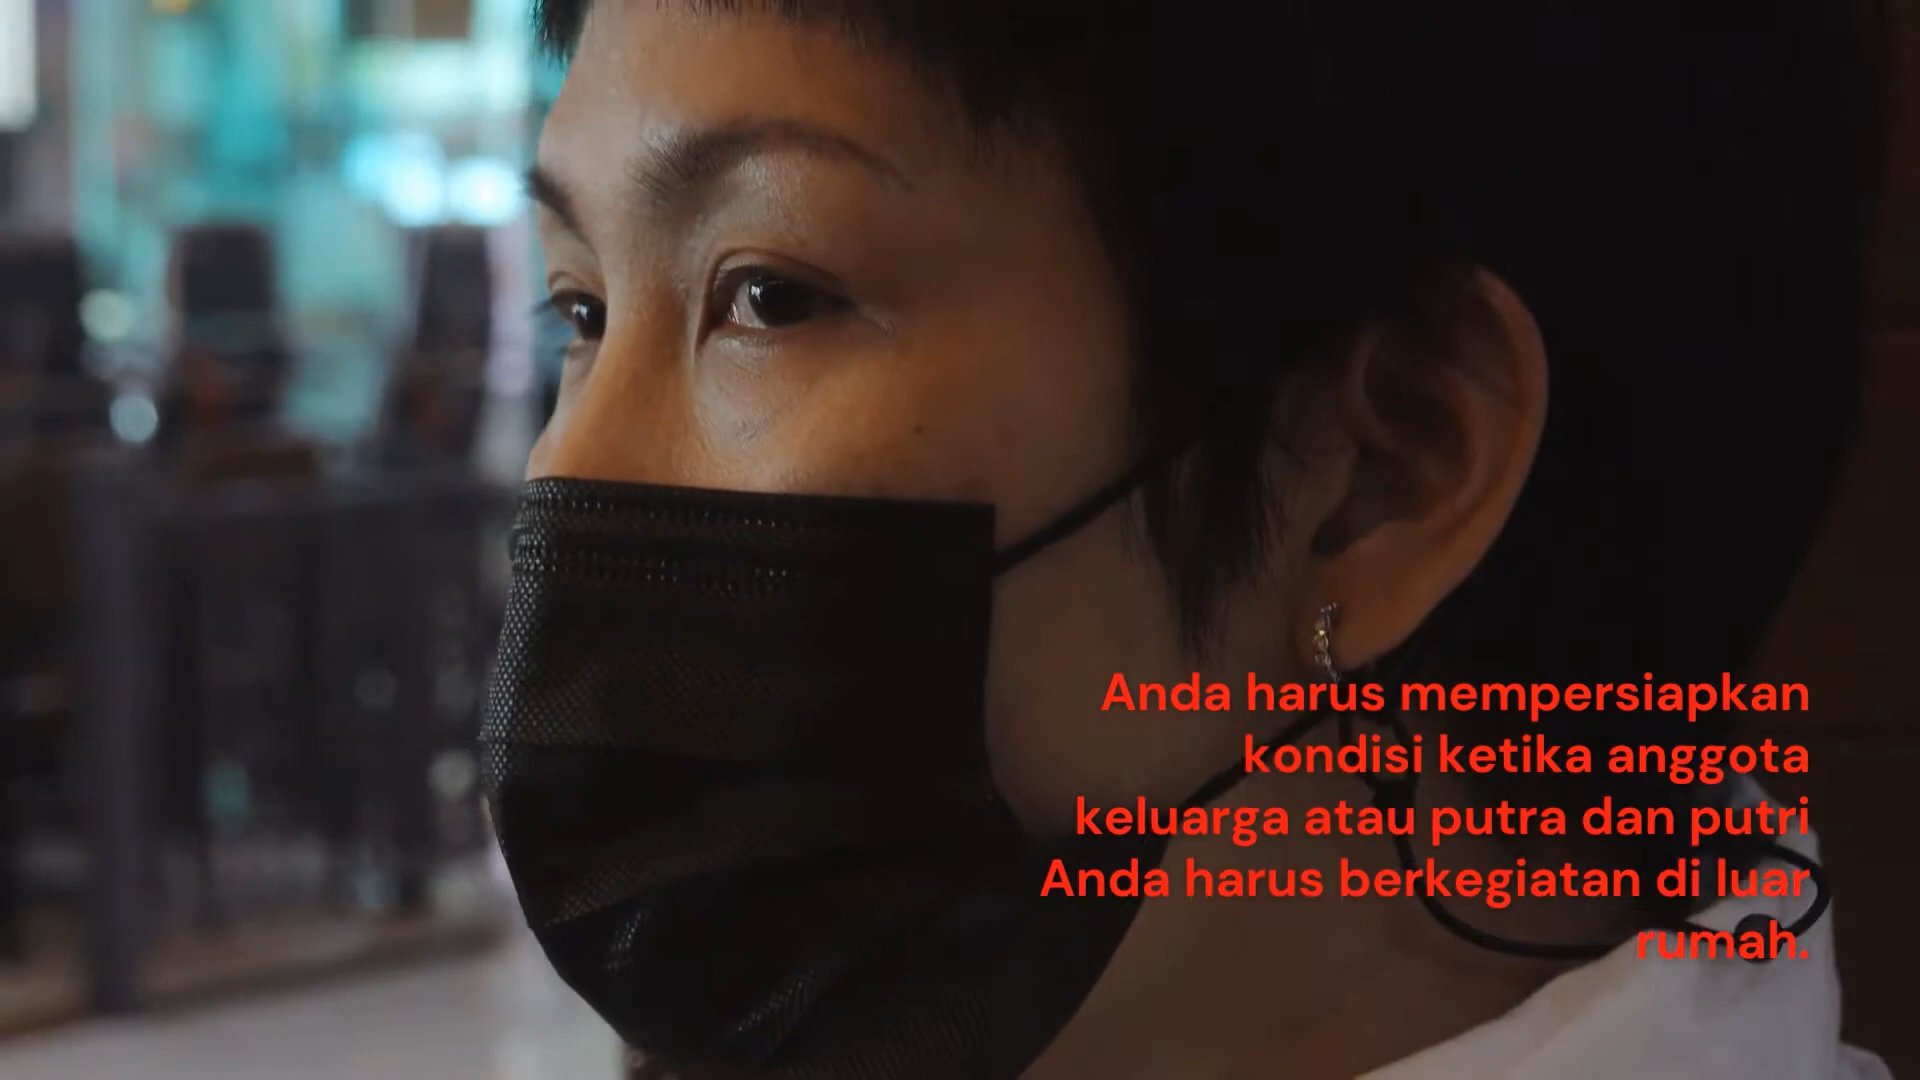 Anda harus mempersiapkan
kondisi ketika anggota
keluarga atau putra dan putri
Anda harus berkegiatan di luar
rumah.